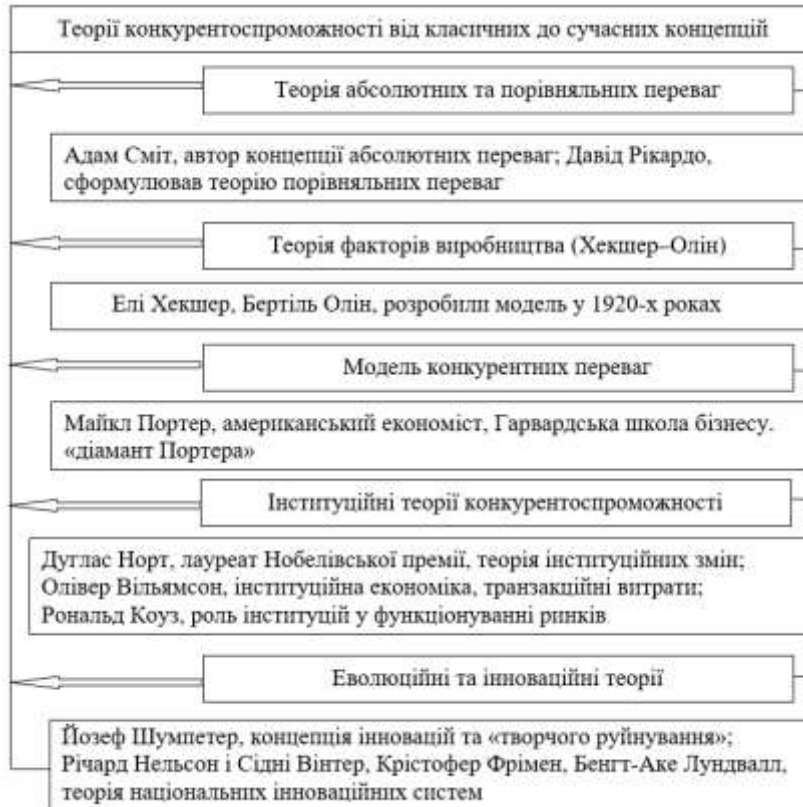 Теорії конкурентоспроможності від класичних до сучасних концепцій
Теорія абсолютних та порівняльних переваг
Адам Сміт, автор концепції абсолютних переваг; Давід Рікардо,
сформулював теорію порівняльних переваг
Теорія факторів виробництва (Хекшер–Олін)
Елі Хекшер, Бертіль Олін, розробили модель у 1920-х роках
Модель конкурентних переваг
Майкл Портер, американський економіст, Гарвардська школа бізнесу.
«діамант Портера»
Інституційні теорії конкурентоспроможності
Дуглас Норт, лауреат Нобелівської премії, теорія інституційних змін;
Олівер Вільямсон, інституційна економіка, транзакційні витрати;
Рональд Коуз, роль інституцій у функціонуванні ринків
Еволюційні та інноваційні теорії
Йозеф Шумпетер, концепція інновацій та «творчого руйнування»;
Річард Нельсон і Сідні Вінтер, Крістофер Фрімен, Бенгт-Аке Лундвалл,
теорія національних інноваційних систем